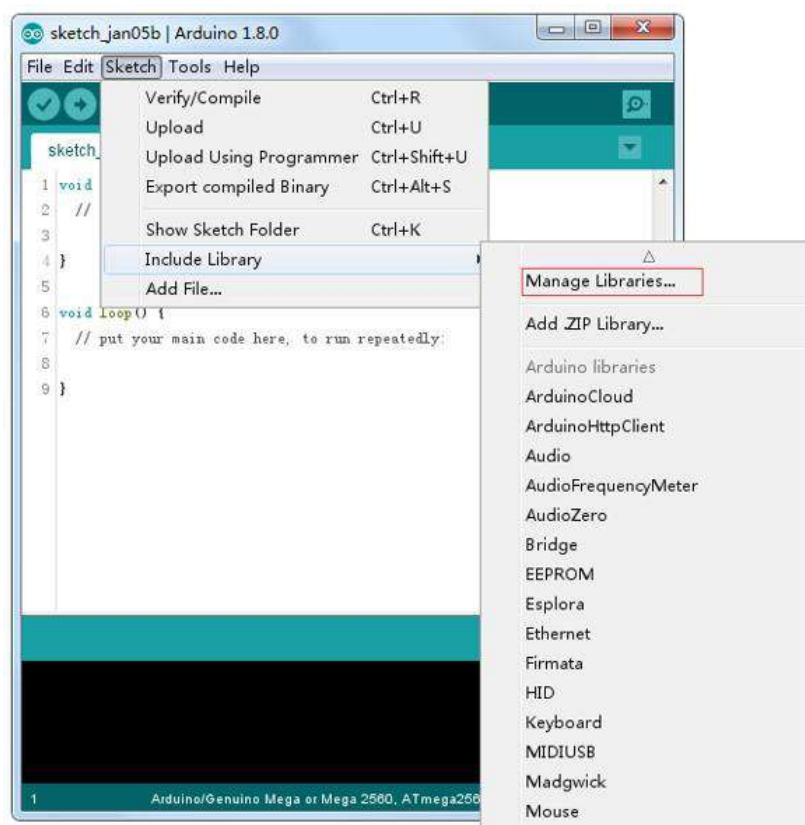 sketch_jan05b | Arduino 1.8.0
File Edit Sketch Tools Help
Verify/Compile Ctrl+R
Upload Ctrl+U
Upload Using Programmer Ctrl+Shift+U
Export compiled Binary Ctrl+Alt+S
Show Sketch Folder Ctrl+K
Include Library
Add File...
sketch_
1 void
2 //
3
4 }
5
6 void loop() {
7 // put your main code here, to run repeatedly:
8
9 }
Manage Libraries...
Add .ZIP Library...
Arduino libraries
ArduinoCloud
ArduinoHttpClient
Audio
AudioFrequencyMeter
AudioZero
Bridge
EEPROM
Esplora
Ethernet
Firmata
HID
Keyboard
MIDIUSB
Madgwick
Mouse
1 Arduino/Genuino Mega or Mega 2560, ATmega256